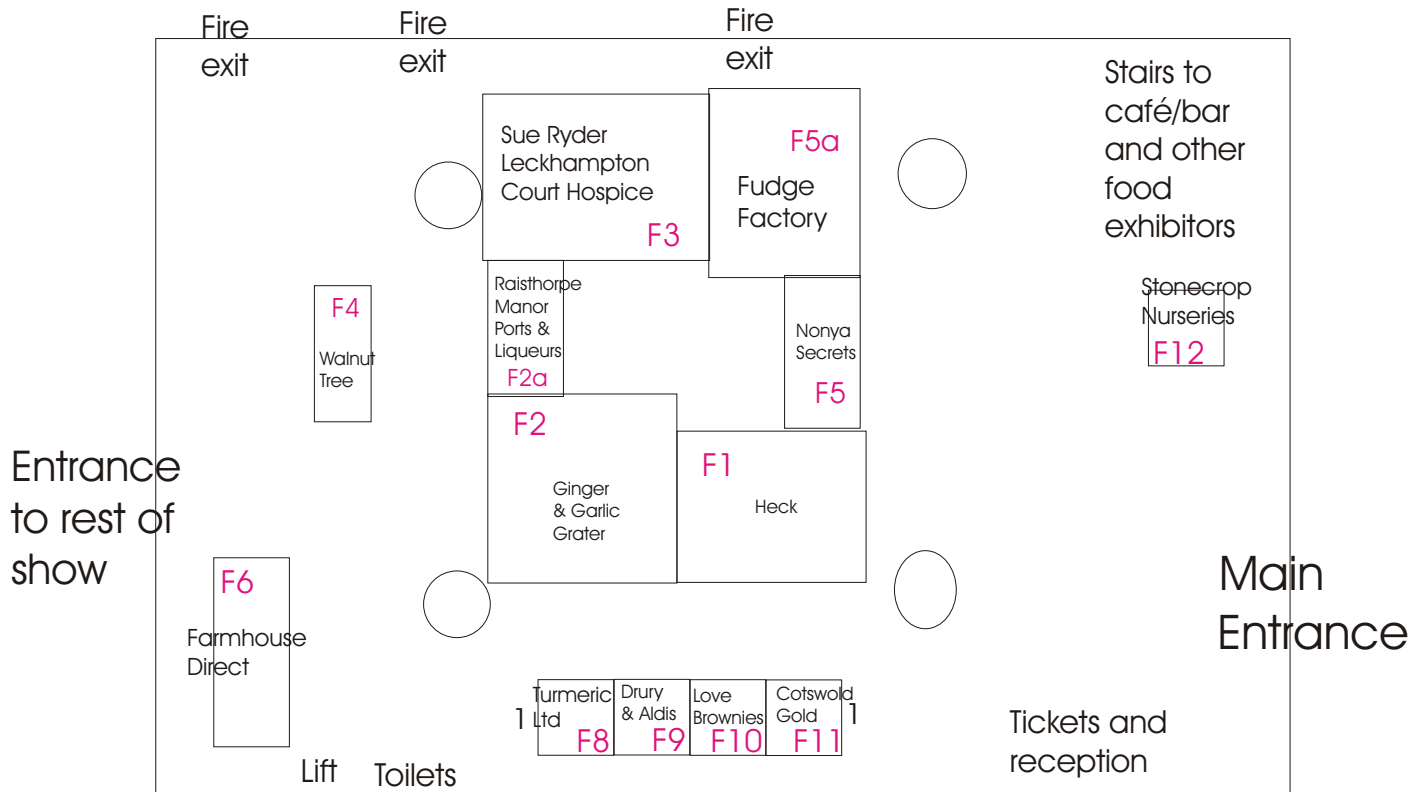 Fire
exit
Fire
exit
Fire
exit
Stairs to
café/bar
and other
food
exhibitors
Sue Ryder
Leckhampton
Court Hospice
F3
F5a
Fudge
Factory
Raisthorpe
Manor
Ports &
Liqueurs
F2a
F4
Walnut
Tree
Nonya
Secrets
F5
Stonecrop
Nurseries
F12
F2
Ginger
& Garlic
Grater
F1
Heck
Entrance
to rest of
show
F6
Farmhouse
Direct
Main
Entrance
1
Turmeric
Ltd
F8
Drury
& Aldis
F9
Love
Brownies
F10
Cotswold
Gold
F11
1
Tickets and
reception
Lift
Toilets